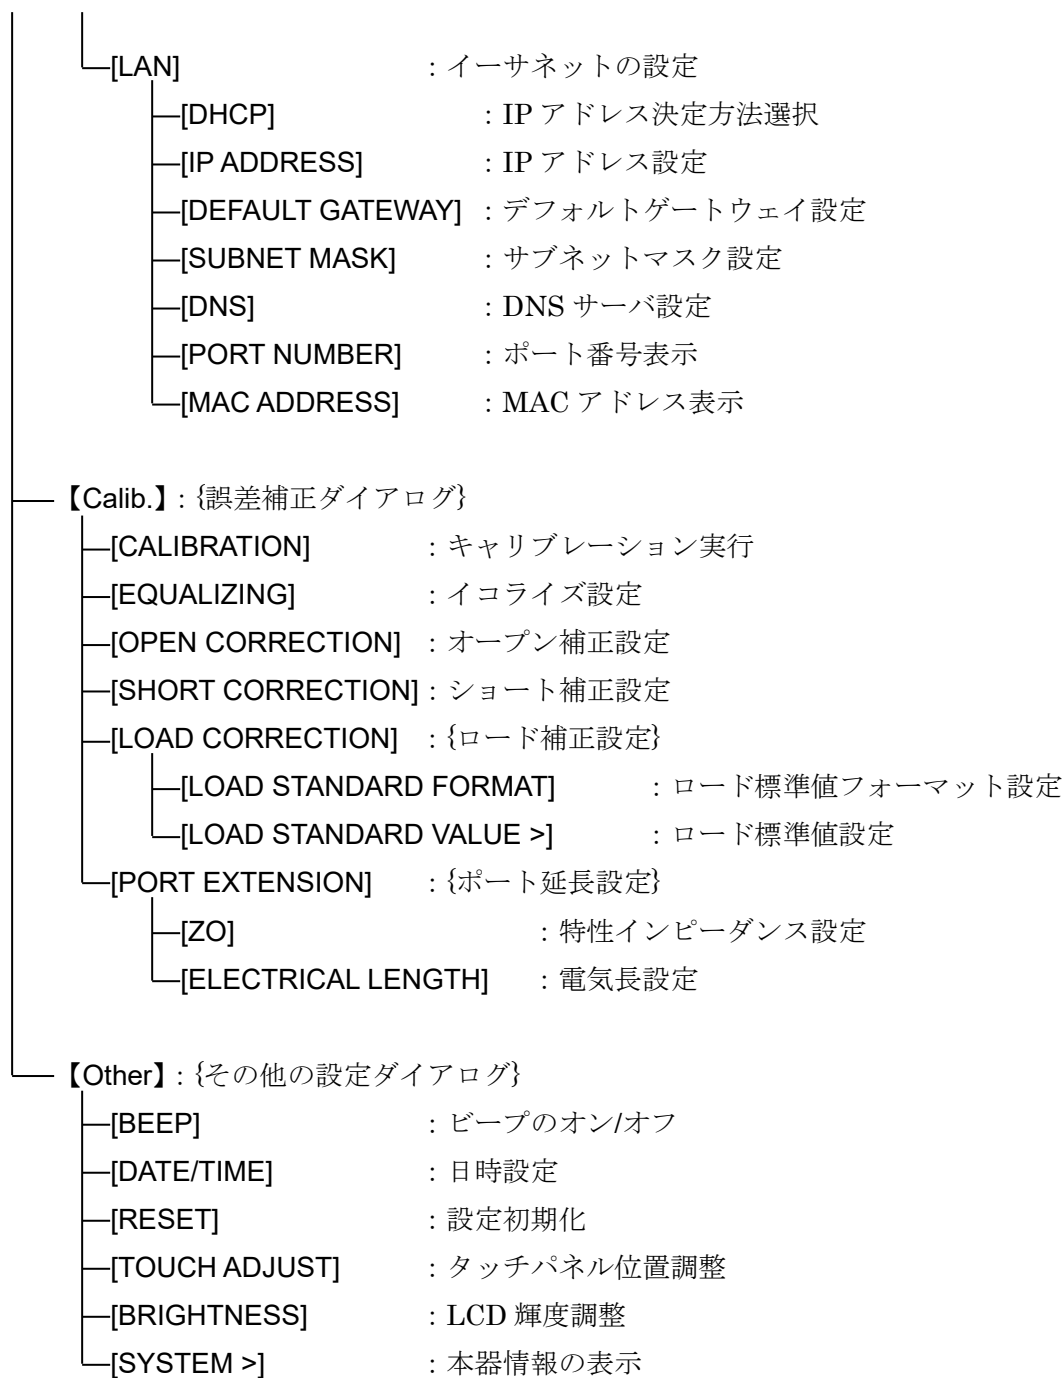 [LAN] : イーサネットの設定
[DHCP] : IP アドレス決定方法選択
[IP ADDRESS] : IP アドレス設定
[DEFAULT GATEWAY] : デフォルトゲートウェイ設定
[SUBNET MASK] : サブネットマスク設定
[DNS] : DNS サーバ設定
[PORT NUMBER] : ポート番号表示
[MAC ADDRESS] : MAC アドレス表示
【Calib.】 : {誤差補正ダイアログ}
[CALIBRATION] : キャリブレーション実行
[EQUALIZING] : イコライズ設定
[OPEN CORRECTION] : オープン補正設定
[SHORT CORRECTION] : ショート補正設定
[LOAD CORRECTION] : {ロード補正設定}
[LOAD STANDARD FORMAT] : ロード標準値フォーマット設定
[LOAD STANDARD VALUE >] : ロード標準値設定
[PORT EXTENSION] : {ポート延長設定}
[ZO] : 特性インピーダンス設定
[ELECTRICAL LENGTH] : 電気長設定
【Other】 : {その他の設定ダイアログ}
[BEEP] : ビープのオン/オフ
[DATE/TIME] : 日時設定
[RESET] : 設定初期化
[TOUCH ADJUST] : タッチパネル位置調整
[BRIGHTNESS] : LCD 輝度調整
[SYSTEM >] : 本器情報の表示